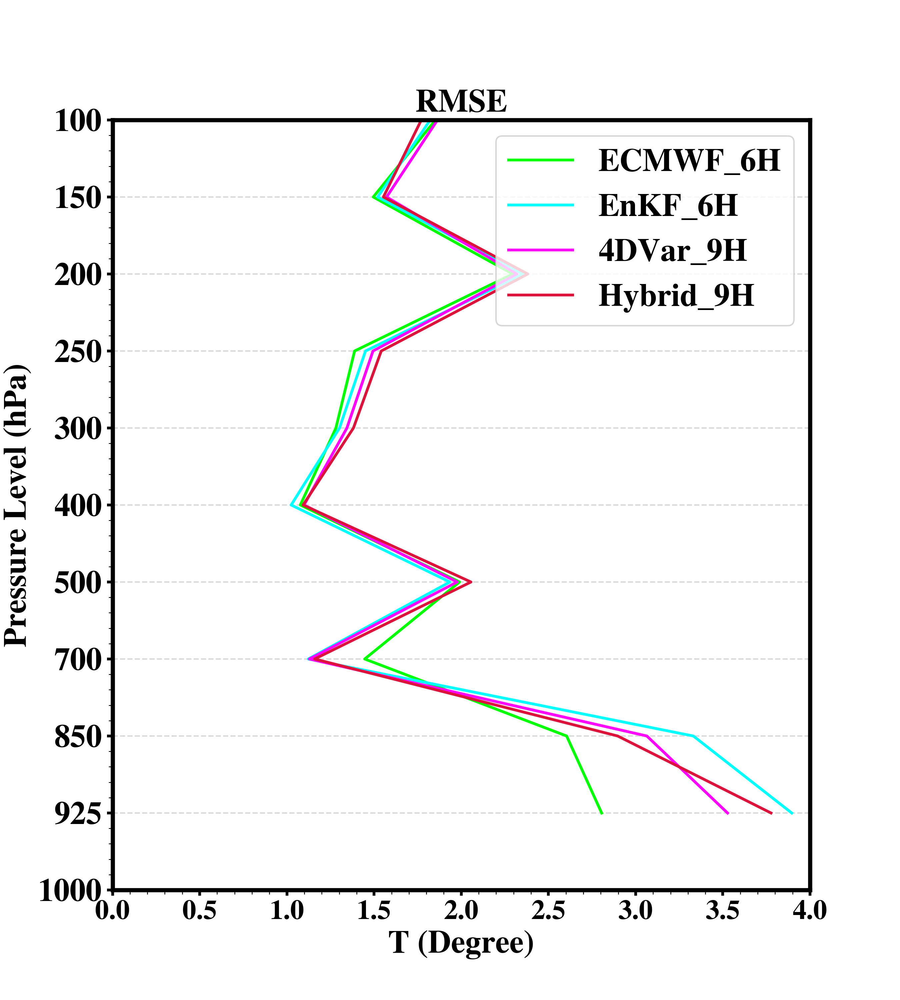 RMSE
100
150
200
250
300
400
500
700
850
925
1000
Pressure Level (hPa)
ECMWF_6H
EnKF_6H
4DVar_9H
Hybrid_9H
0.0 0.5 1.0 1.5 2.0 2.5 3.0 3.5 4.0
T (Degree)